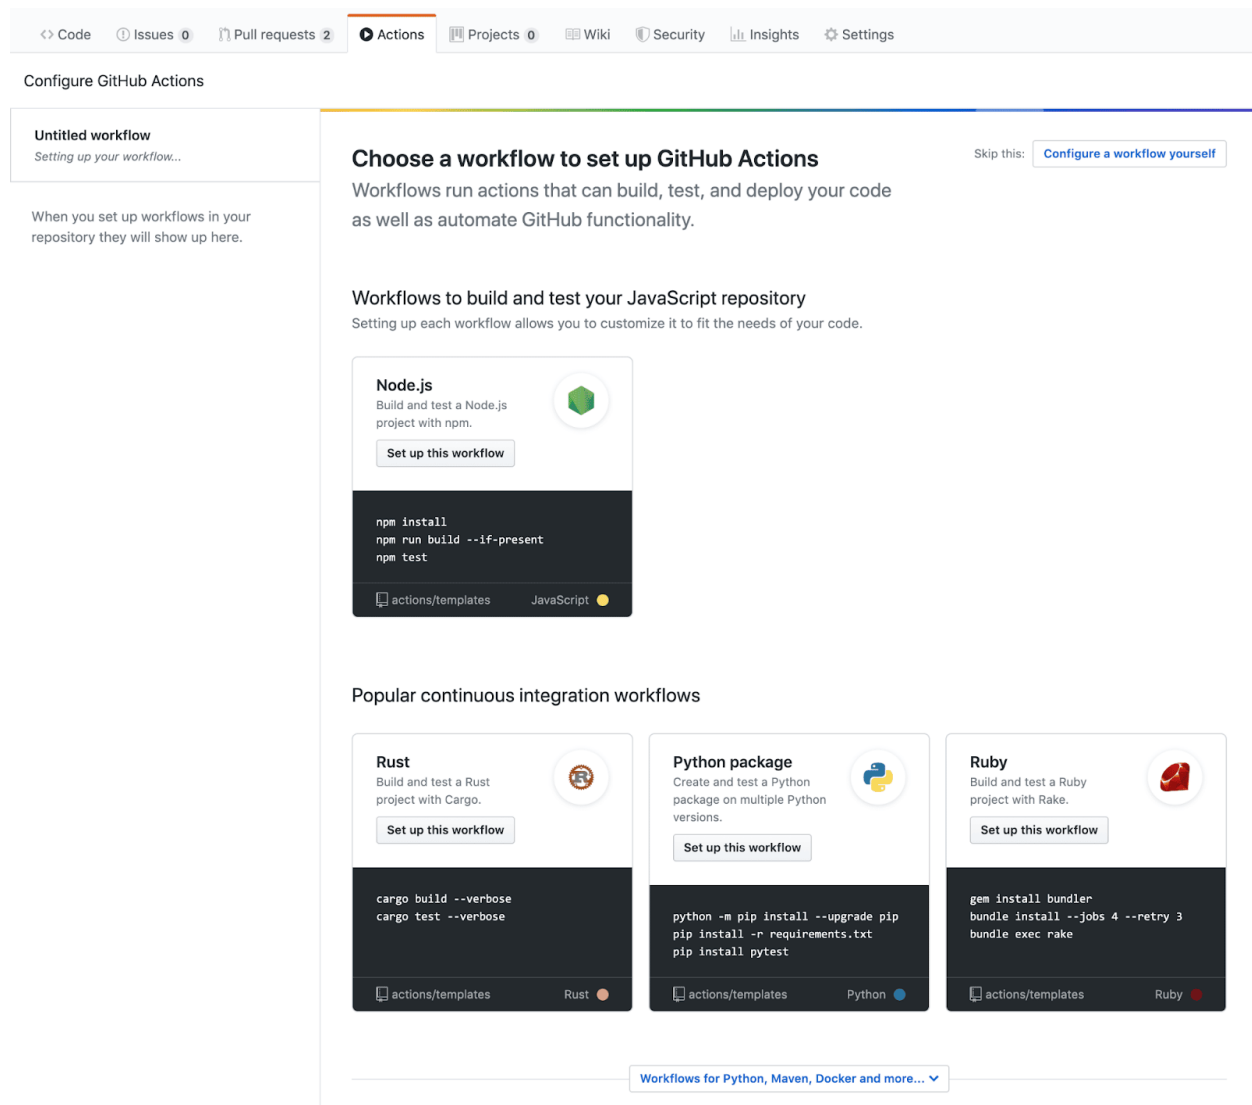 Code Issues 0 Pull requests 2 Actions Projects 0 Wiki Security Insights Settings
Configure GitHub Actions
Untitled workflow
Setting up your workflow...
When you set up workflows in your
repository they will show up here.
Choose a workflow to set up GitHub Actions
Skip this: Configure a workflow yourself
Workflows run actions that can build, test, and deploy your code
as well as automate GitHub functionality.
Workflows to build and test your JavaScript repository
Setting up each workflow allows you to customize it to fit the needs of your code.
Node.js
Build and test a Node.js
project with npm.
Set up this workflow
npm install
npm run build --if-present
npm test
actions/templates JavaScript
Popular continuous integration workflows
Rust
Build and test a Rust
project with Cargo.
Set up this workflow
cargo build --verbose
cargo test --verbose
actions/templates Rust
Python package
Create and test a Python
package on multiple Python
versions.
Set up this workflow
python -m pip install --upgrade pip
pip install -r requirements.txt
pip install pytest
actions/templates Python
Ruby
Build and test a Ruby
project with Rake.
Set up this workflow
gem install bundler
bundle install --jobs 4 --retry 3
bundle exec rake
actions/templates Ruby
Workflows for Python, Maven, Docker and more...